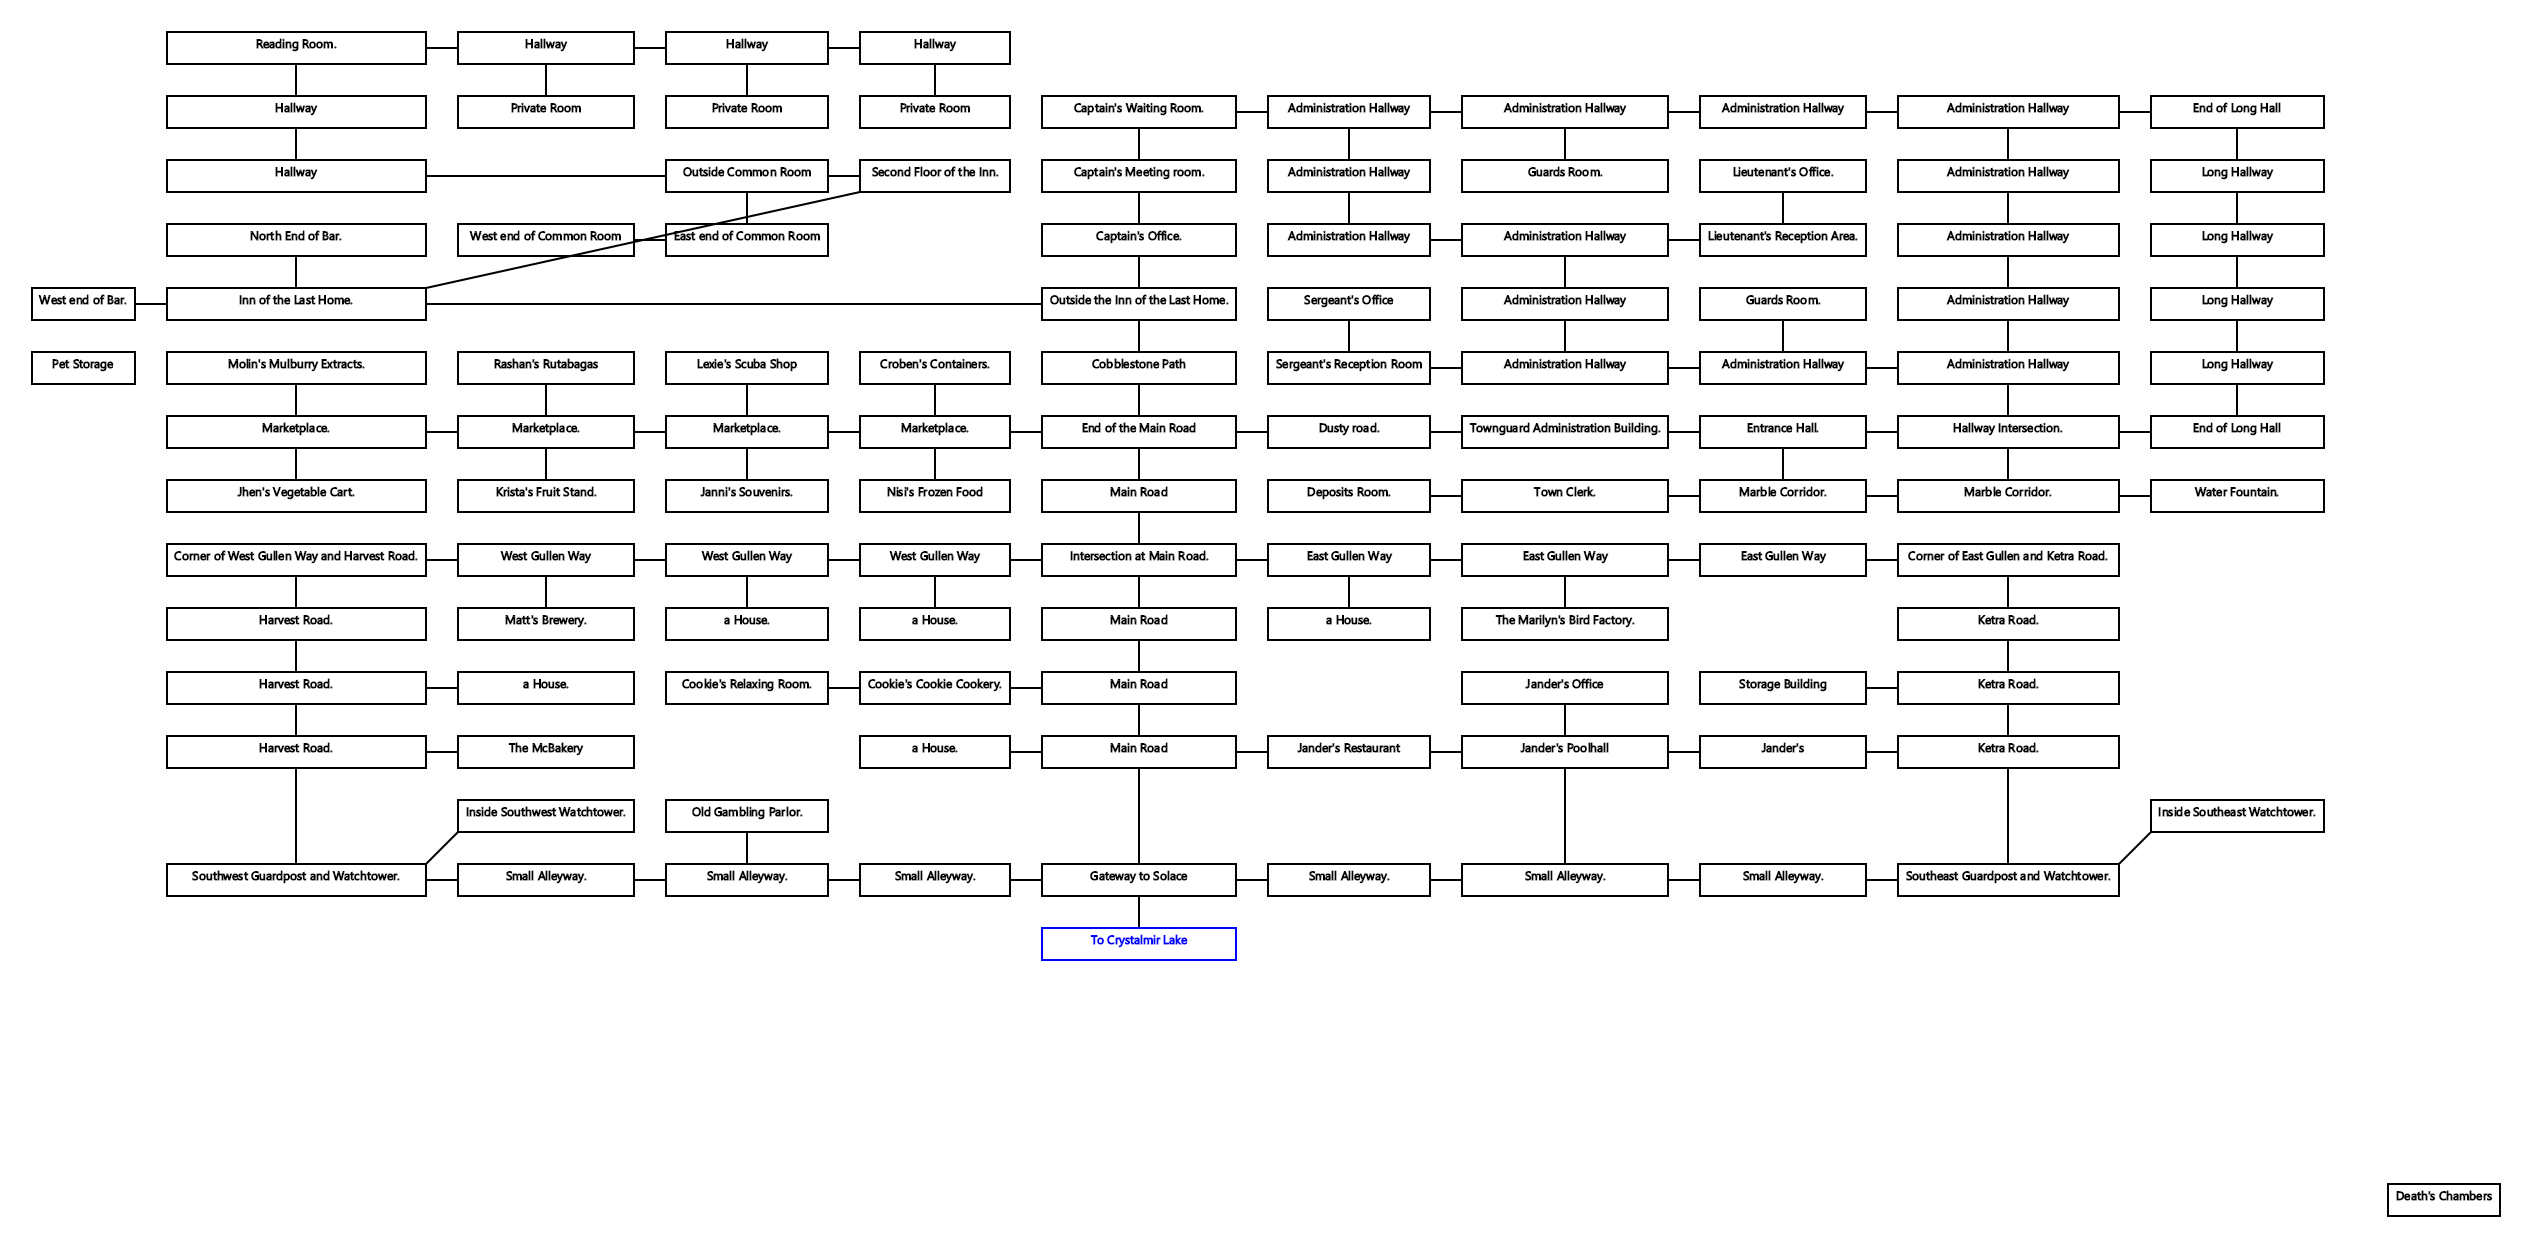 Reading Room.
Hallway
Hallway
Hallway
Hallway
Private Room
Private Room
Private Room
Captain's Waiting Room.
Administration Hallway
Administration Hallway
Administration Hallway
Administration Hallway
End of Long Hall
Hallway
Outside Common Room
Second Floor of the Inn.
Captain's Meeting room.
Administration Hallway
Guards Room.
Lieutenant's Office.
Administration Hallway
Long Hallway
North End of Bar.
West end of Common Room
East end of Common Room
Captain's Office.
Administration Hallway
Administration Hallway
Lieutenant's Reception Area.
Administration Hallway
Long Hallway
West end of Bar.
Inn of the Last Home.
Outside the Inn of the Last Home.
Sergeant's Office
Administration Hallway
Guards Room.
Administration Hallway
Long Hallway
Pet Storage
Molin's Mulburry Extracts.
Rashan's Rutabagas
Lexie's Scuba Shop
Croben's Containers.
Cobblestone Path
Sergeant's Reception Room
Administration Hallway
Administration Hallway
Administration Hallway
Long Hallway
Marketplace.
Marketplace.
Marketplace.
Marketplace.
End of the Main Road
Dusty road.
Townguard Administration Building.
Entrance Hall.
Hallway Intersection.
End of Long Hall
Jhen's Vegetable Cart.
Krista's Fruit Stand.
Janni's Souvenirs.
Nisi's Frozen Food
Main Road
Deposits Room.
Town Clerk.
Marble Corridor.
Marble Corridor.
Water Fountain.
Corner of West Gullen Way and Harvest Road.
West Gullen Way
West Gullen Way
West Gullen Way
Intersection at Main Road.
East Gullen Way
East Gullen Way
East Gullen Way
Corner of East Gullen and Ketra Road.
Harvest Road.
Matt's Brewery.
a House.
a House.
Main Road
a House.
The Marilyn's Bird Factory.
Ketra Road.
Harvest Road.
a House.
Cookie's Relaxing Room.
Cookie's Cookie Cookery.
Main Road
Jander's Office
Storage Building
Ketra Road.
Harvest Road.
The McBakery
a House.
Main Road
Jander's Restaurant
Jander's Poolhall
Jander's
Ketra Road.
Inside Southwest Watchtower.
Old Gambling Parlor.
Inside Southeast Watchtower.
Southwest Guardpost and Watchtower.
Small Alleyway.
Small Alleyway.
Small Alleyway.
Gateway to Solace
Small Alleyway.
Small Alleyway.
Small Alleyway.
Southeast Guardpost and Watchtower.
To Crystalmir Lake
Death's Chambers